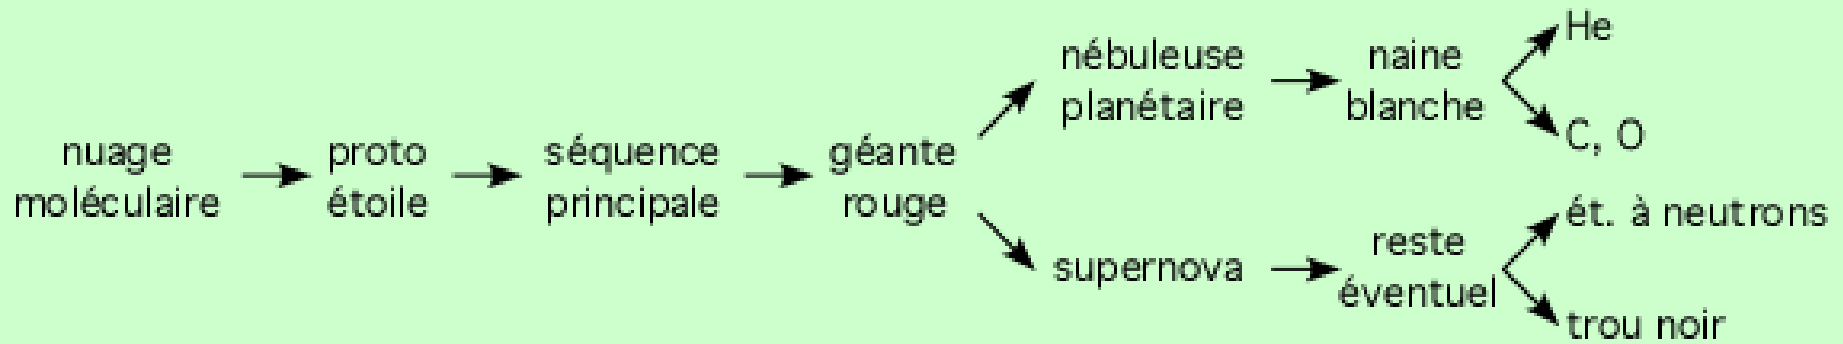 nuage
moléculaire
proto
étoile
séquence
principale
géante
rouge
nébuleuse
planétaire
naine
blanche
He
C, O
supernova
reste
éventuel
ét. à neutrons
trou noir